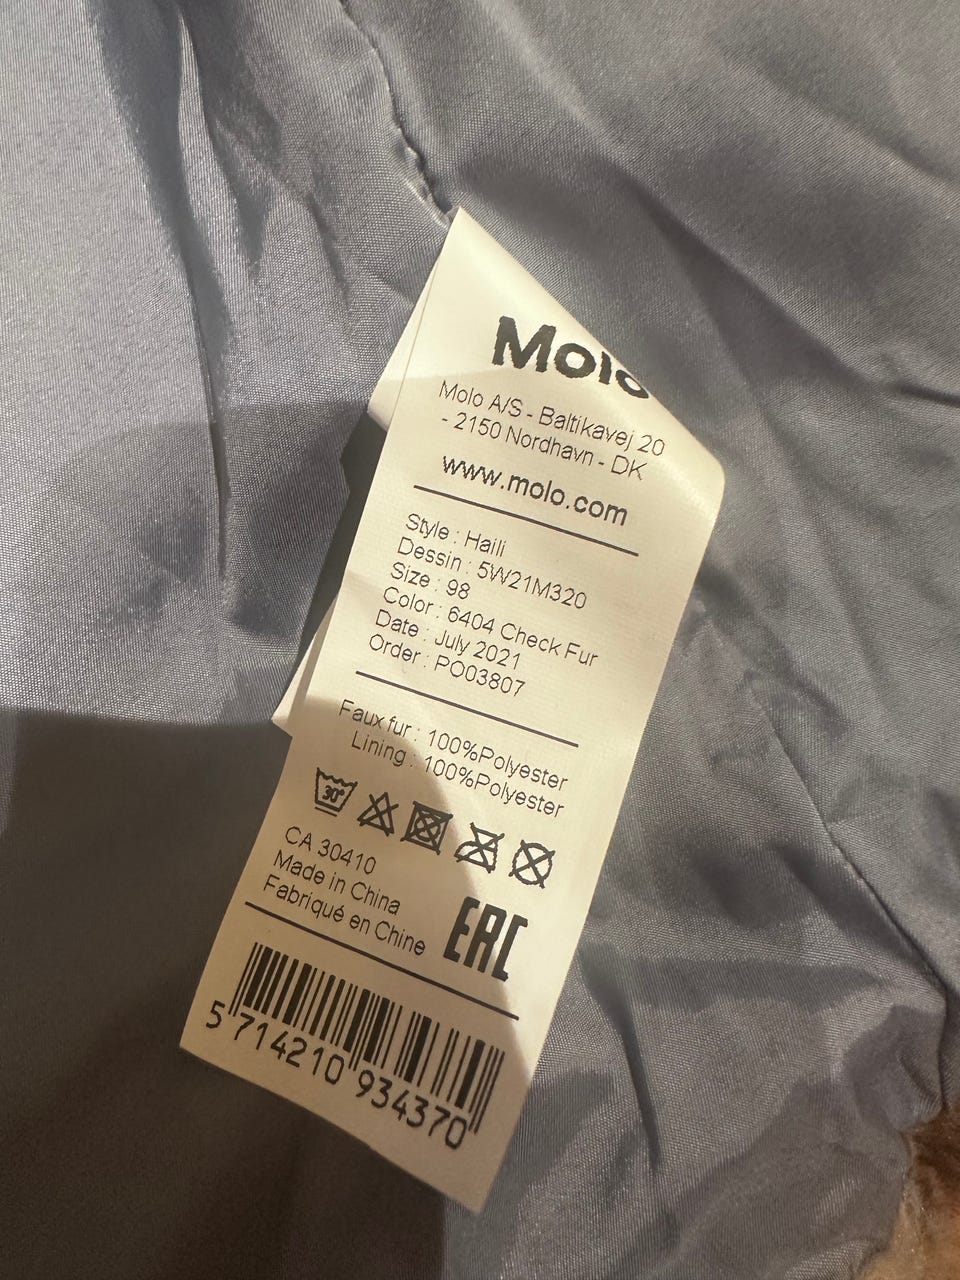 Molo
Molo A/S - Baltikavej 20
- 2150 Nordhavn - DK
www.molo.com
Style : Haili
Dessin : 5W21M320
Size : 98
Color : 6404 Check Fur
Date : July 2021
Order : PO03807
Faux fur : 100%Polyester
Lining : 100%Polyester
30°
CA 30410
Made in China
Fabriqué en Chine
EAC
5 714210 934370